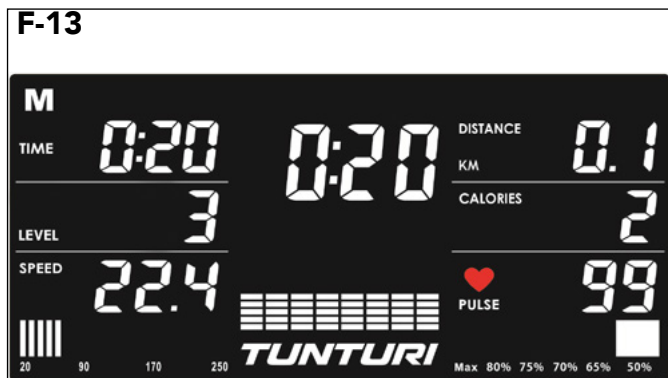 F-13
M
TIME 0:20
0:20
DISTANCE KM 0.1
LEVEL 3
CALORIES 2
SPEED 22.4
PULSE 99
TUNTURI
20 90 170 250
Max 80% 75% 70% 65% 50%